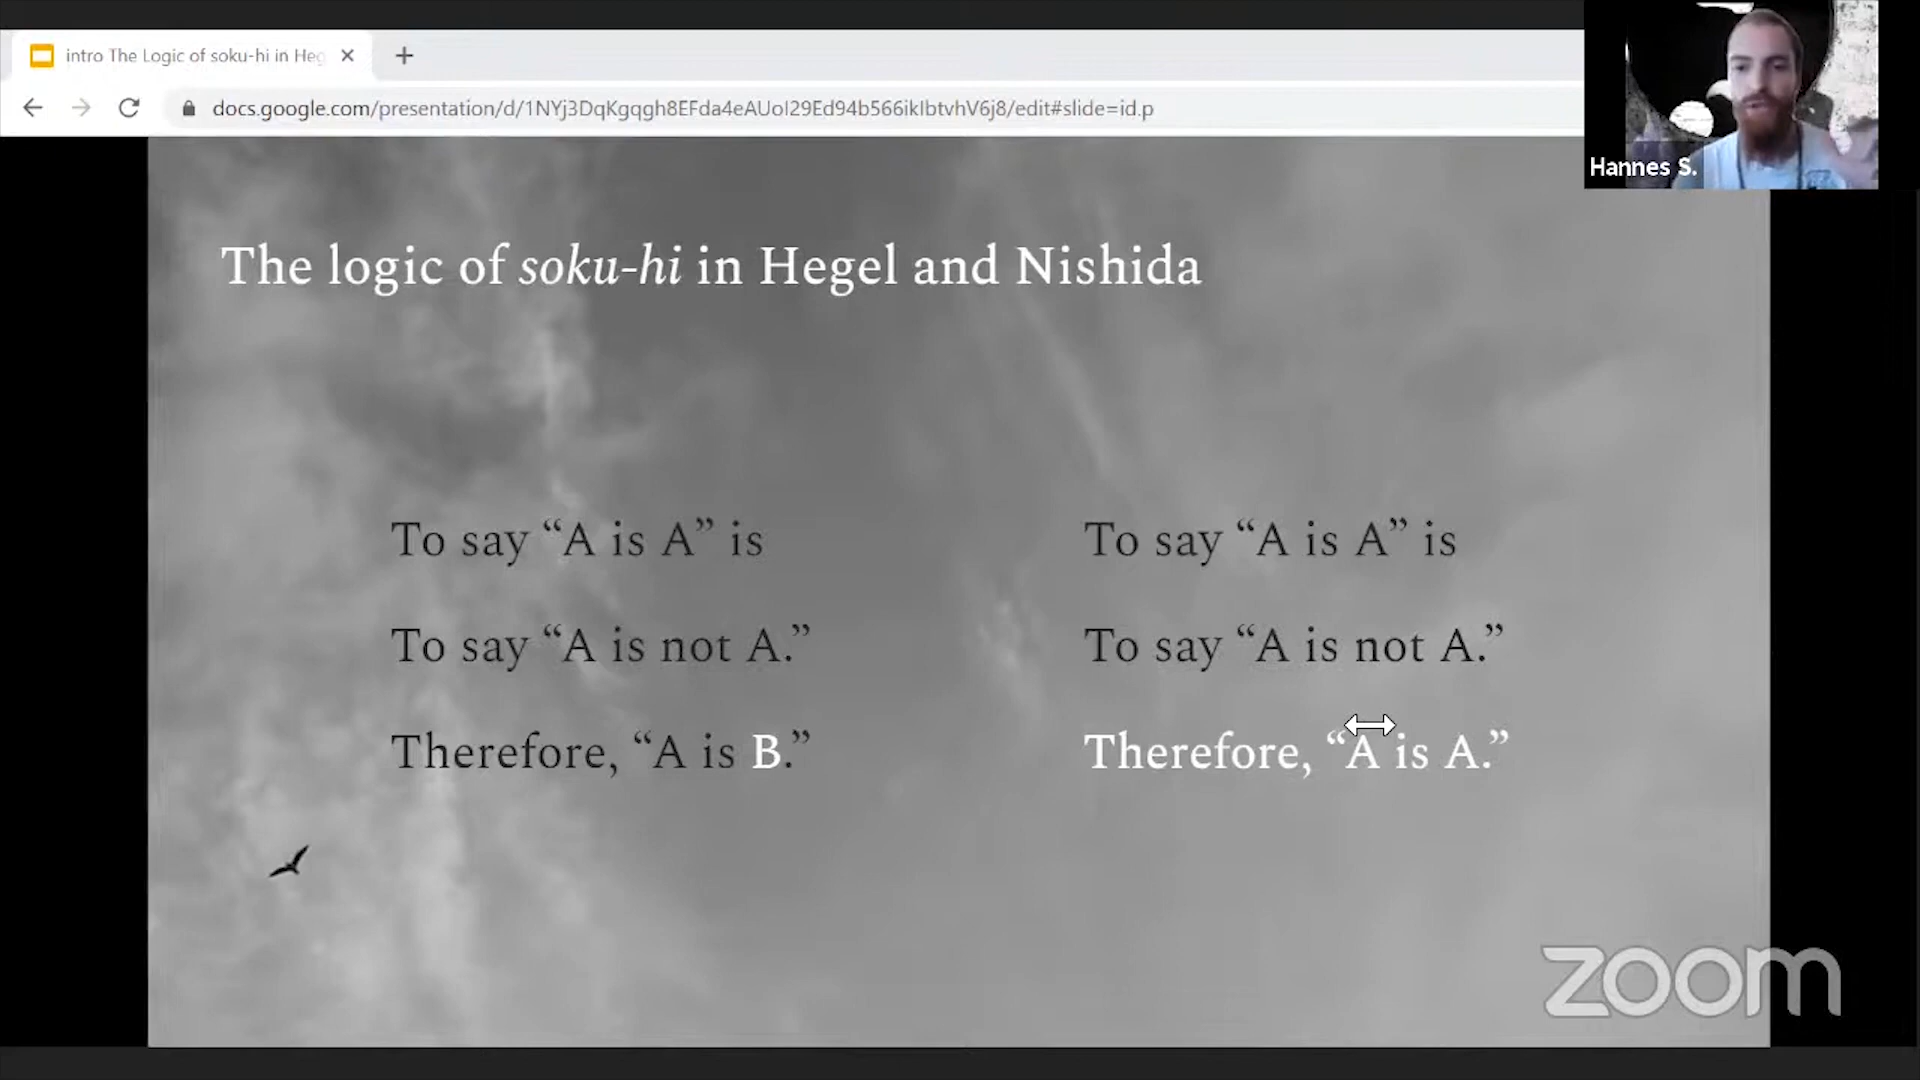 intro The Logic of soku-hi in Heg
docs.google.com/presentation/d/1NYj3DqKgqgh8EFda4eAUoI29Ed94b566ikIbtvhV6j8/edit#slide=id.p
Hannes S.
The logic of soku-hi in Hegel and Nishida
To say “A is A” is
To say “A is not A.”
Therefore, “A is B.”
To say “A is A” is
To say “A is not A.”
Therefore, “A is A.”
zoom